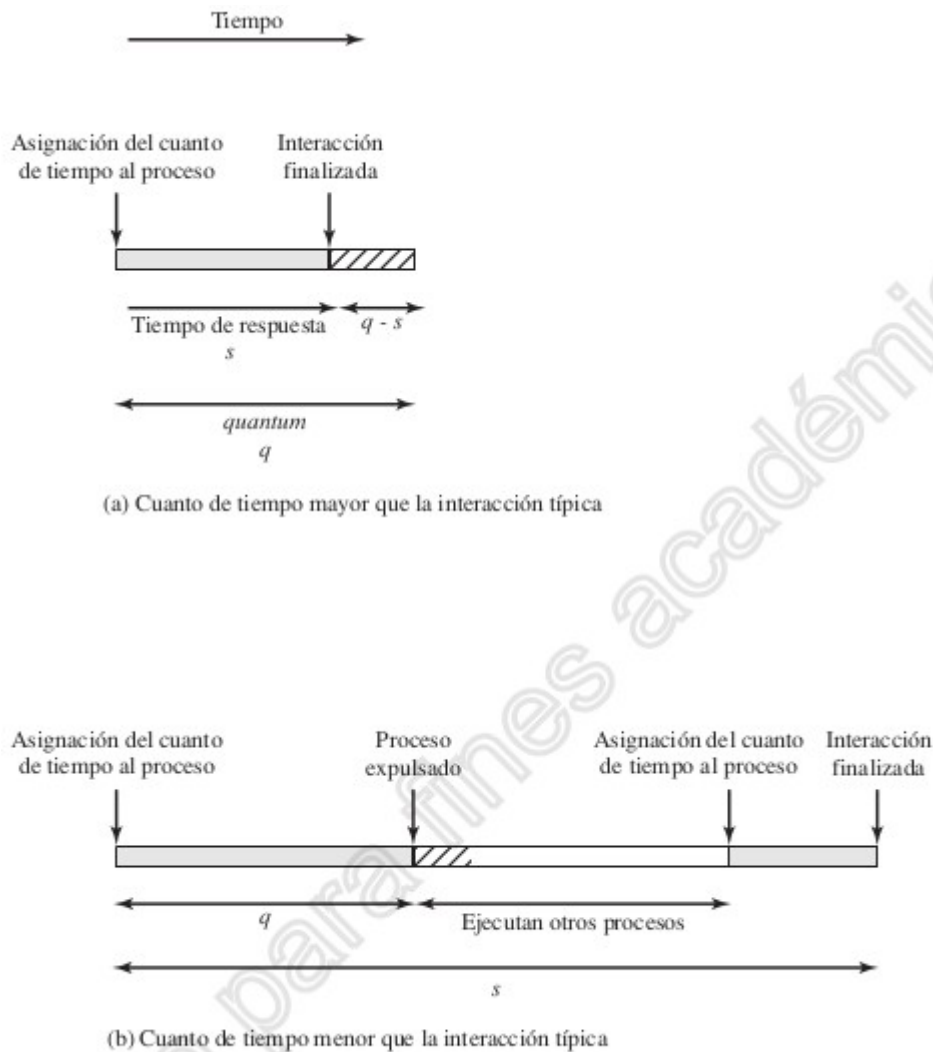 Tiempo
Asignación del cuanto
de tiempo al proceso
Interacción
finalizada
Tiempo de respuesta
s
q - s
quantum
q
(a) Cuanto de tiempo mayor que la interacción típica
Asignación del cuanto
de tiempo al proceso
Proceso
expulsado
Asignación del cuanto
de tiempo al proceso
Interacción
finalizada
q
Ejecutan otros procesos
s
(b) Cuanto de tiempo menor que la interacción típica
para fines